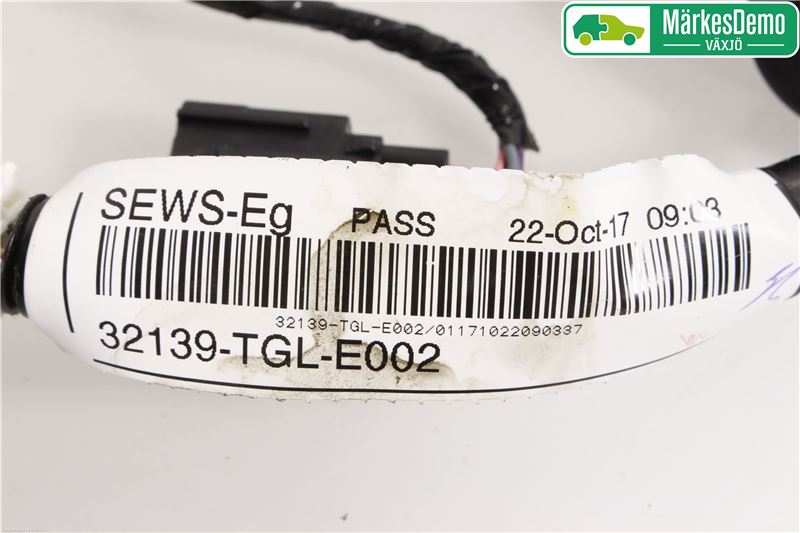 MärkesDemo
VÄXJÖ
SEWS-Eg PASS 22-Oct-17 09:03
32139-TGL-E002/01171022090337
32139-TGL-E002